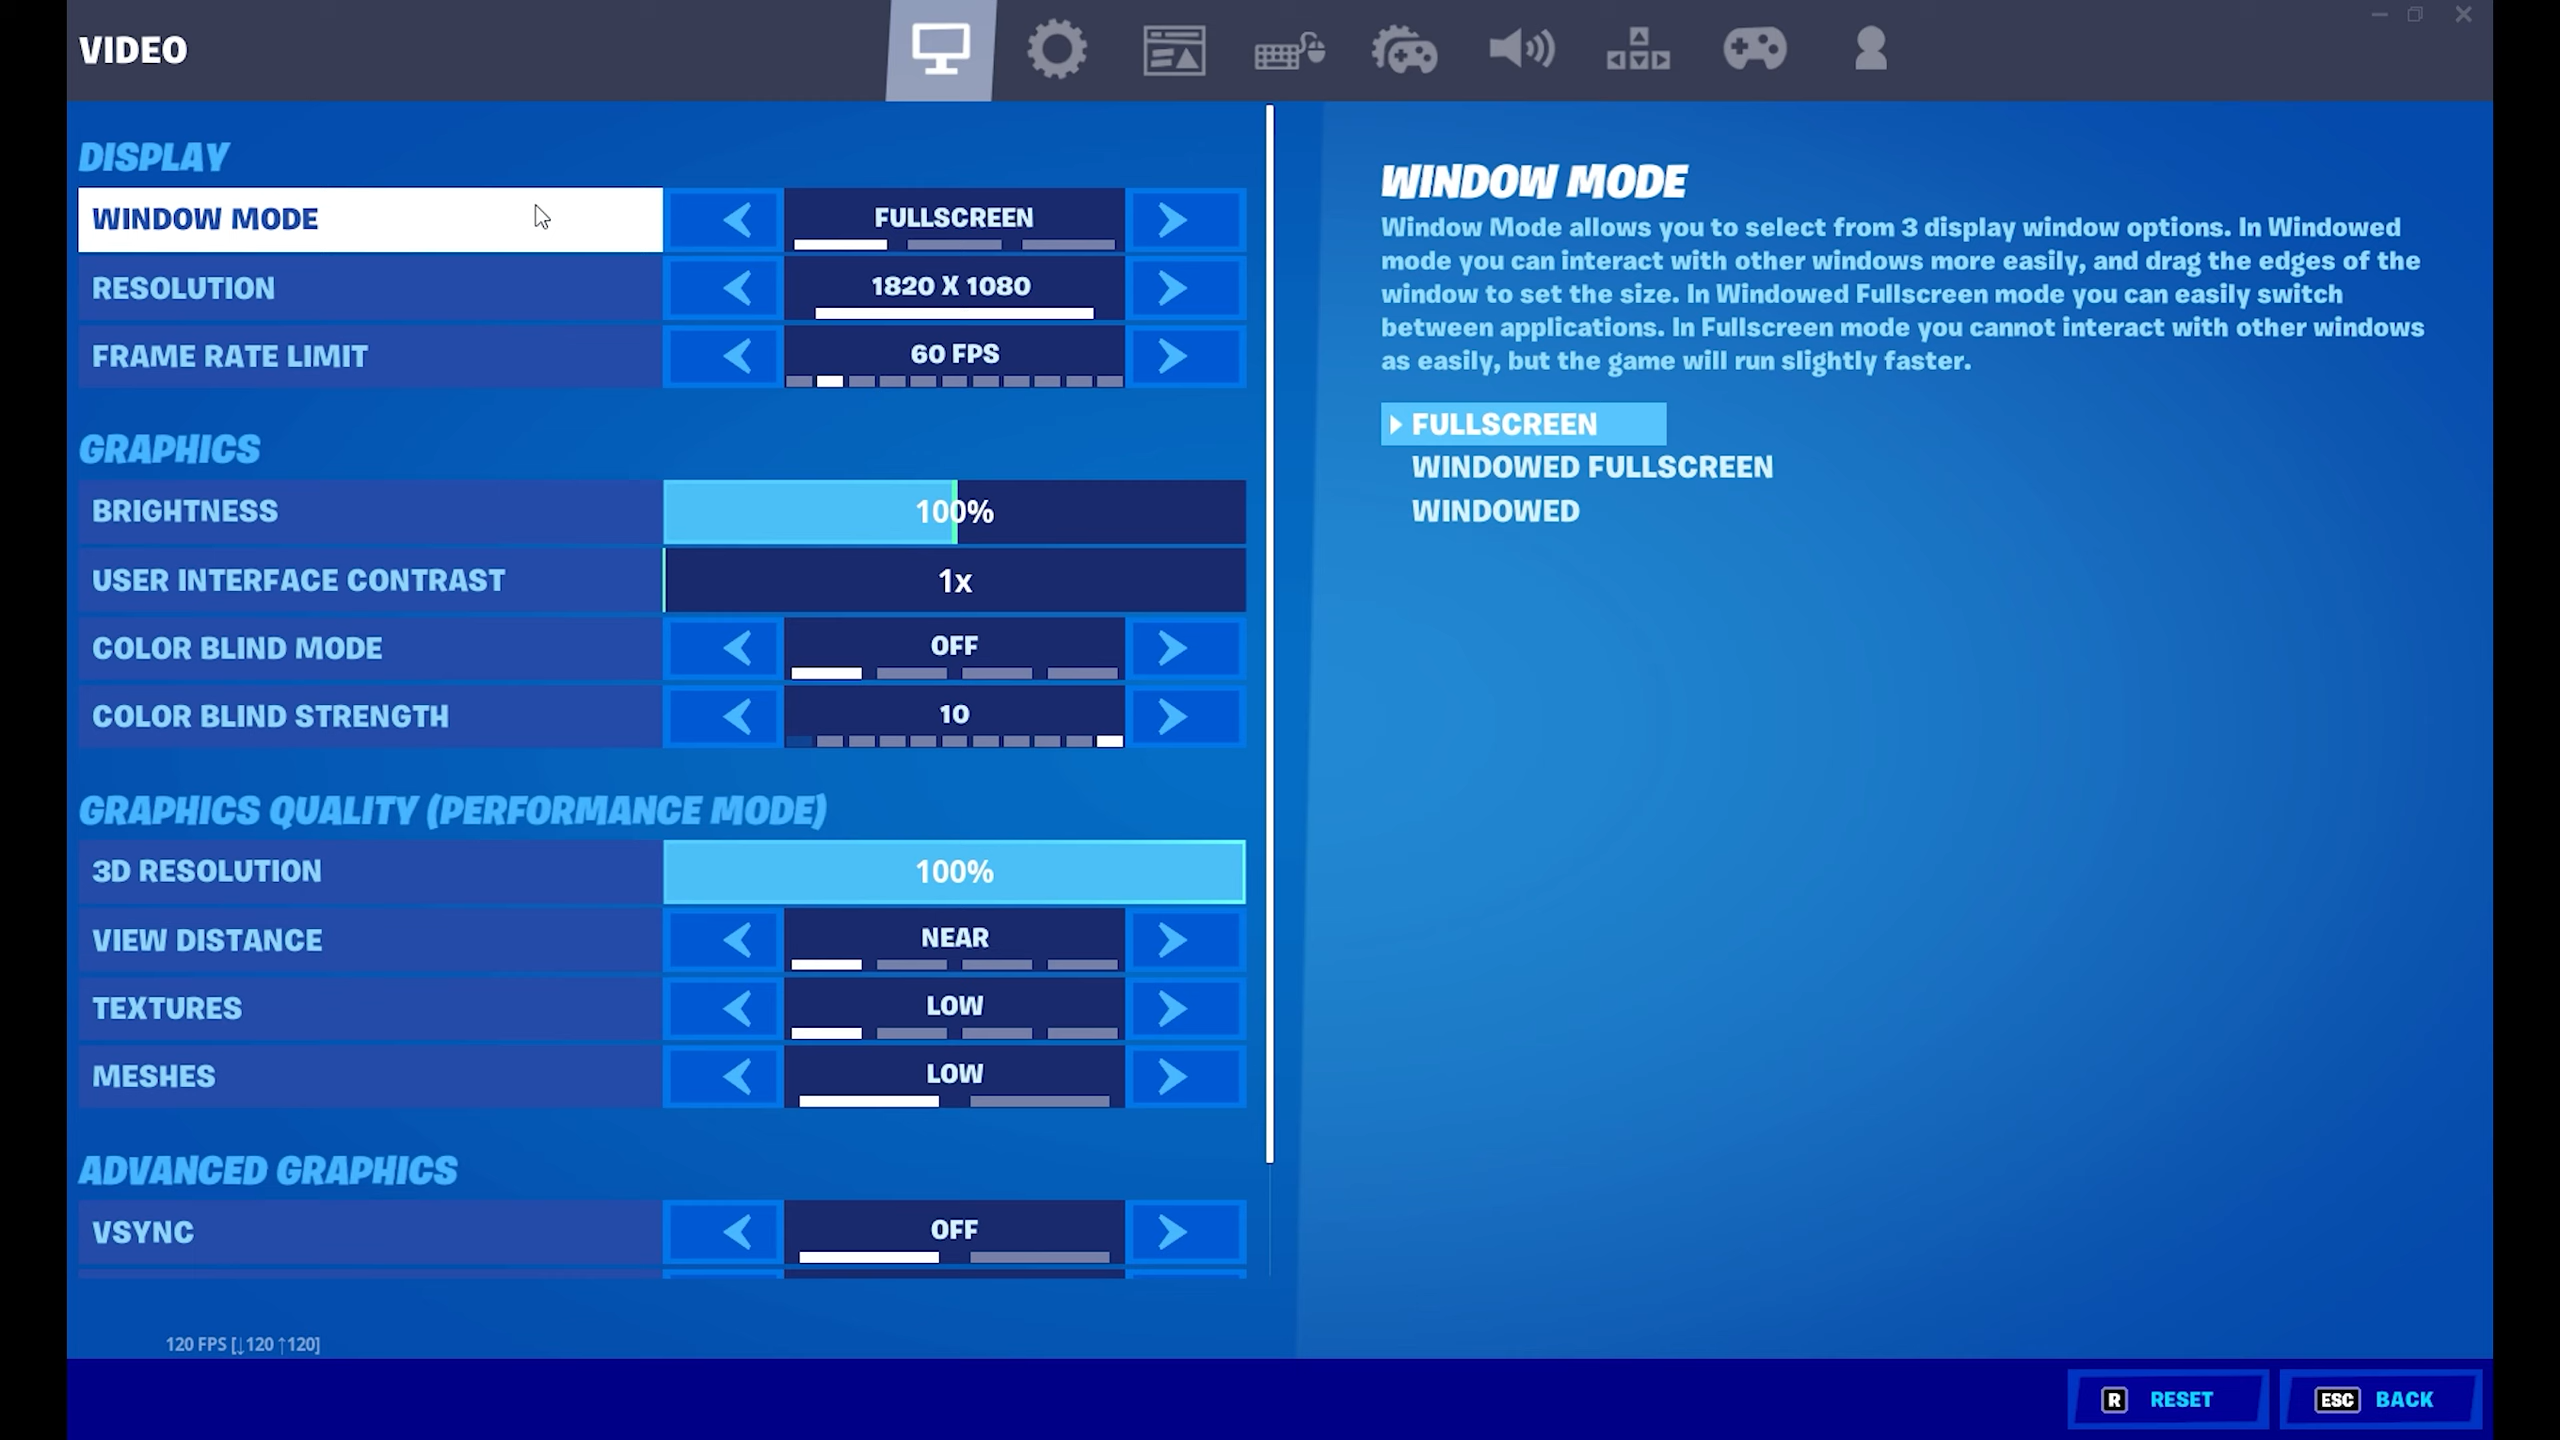 VIDEO
DISPLAY
WINDOW MODE
FULLSCREEN
RESOLUTION
1820 X 1080
FRAME RATE LIMIT
60 FPS
GRAPHICS
BRIGHTNESS
100%
USER INTERFACE CONTRAST
1x
COLOR BLIND MODE
OFF
COLOR BLIND STRENGTH
10
GRAPHICS QUALITY (PERFORMANCE MODE)
3D RESOLUTION
100%
VIEW DISTANCE
NEAR
TEXTURES
LOW
MESHES
LOW
ADVANCED GRAPHICS
VSYNC
OFF
120 FPS [↓120 ↑120]
WINDOW MODE
Window Mode allows you to select from 3 display window options. In Windowed
mode you can interact with other windows more easily, and drag the edges of the
window to set the size. In Windowed Fullscreen mode you can easily switch
between applications. In Fullscreen mode you cannot interact with other windows
as easily, but the game will run slightly faster.
FULLSCREEN
WINDOWED FULLSCREEN
WINDOWED
R RESET
ESC BACK